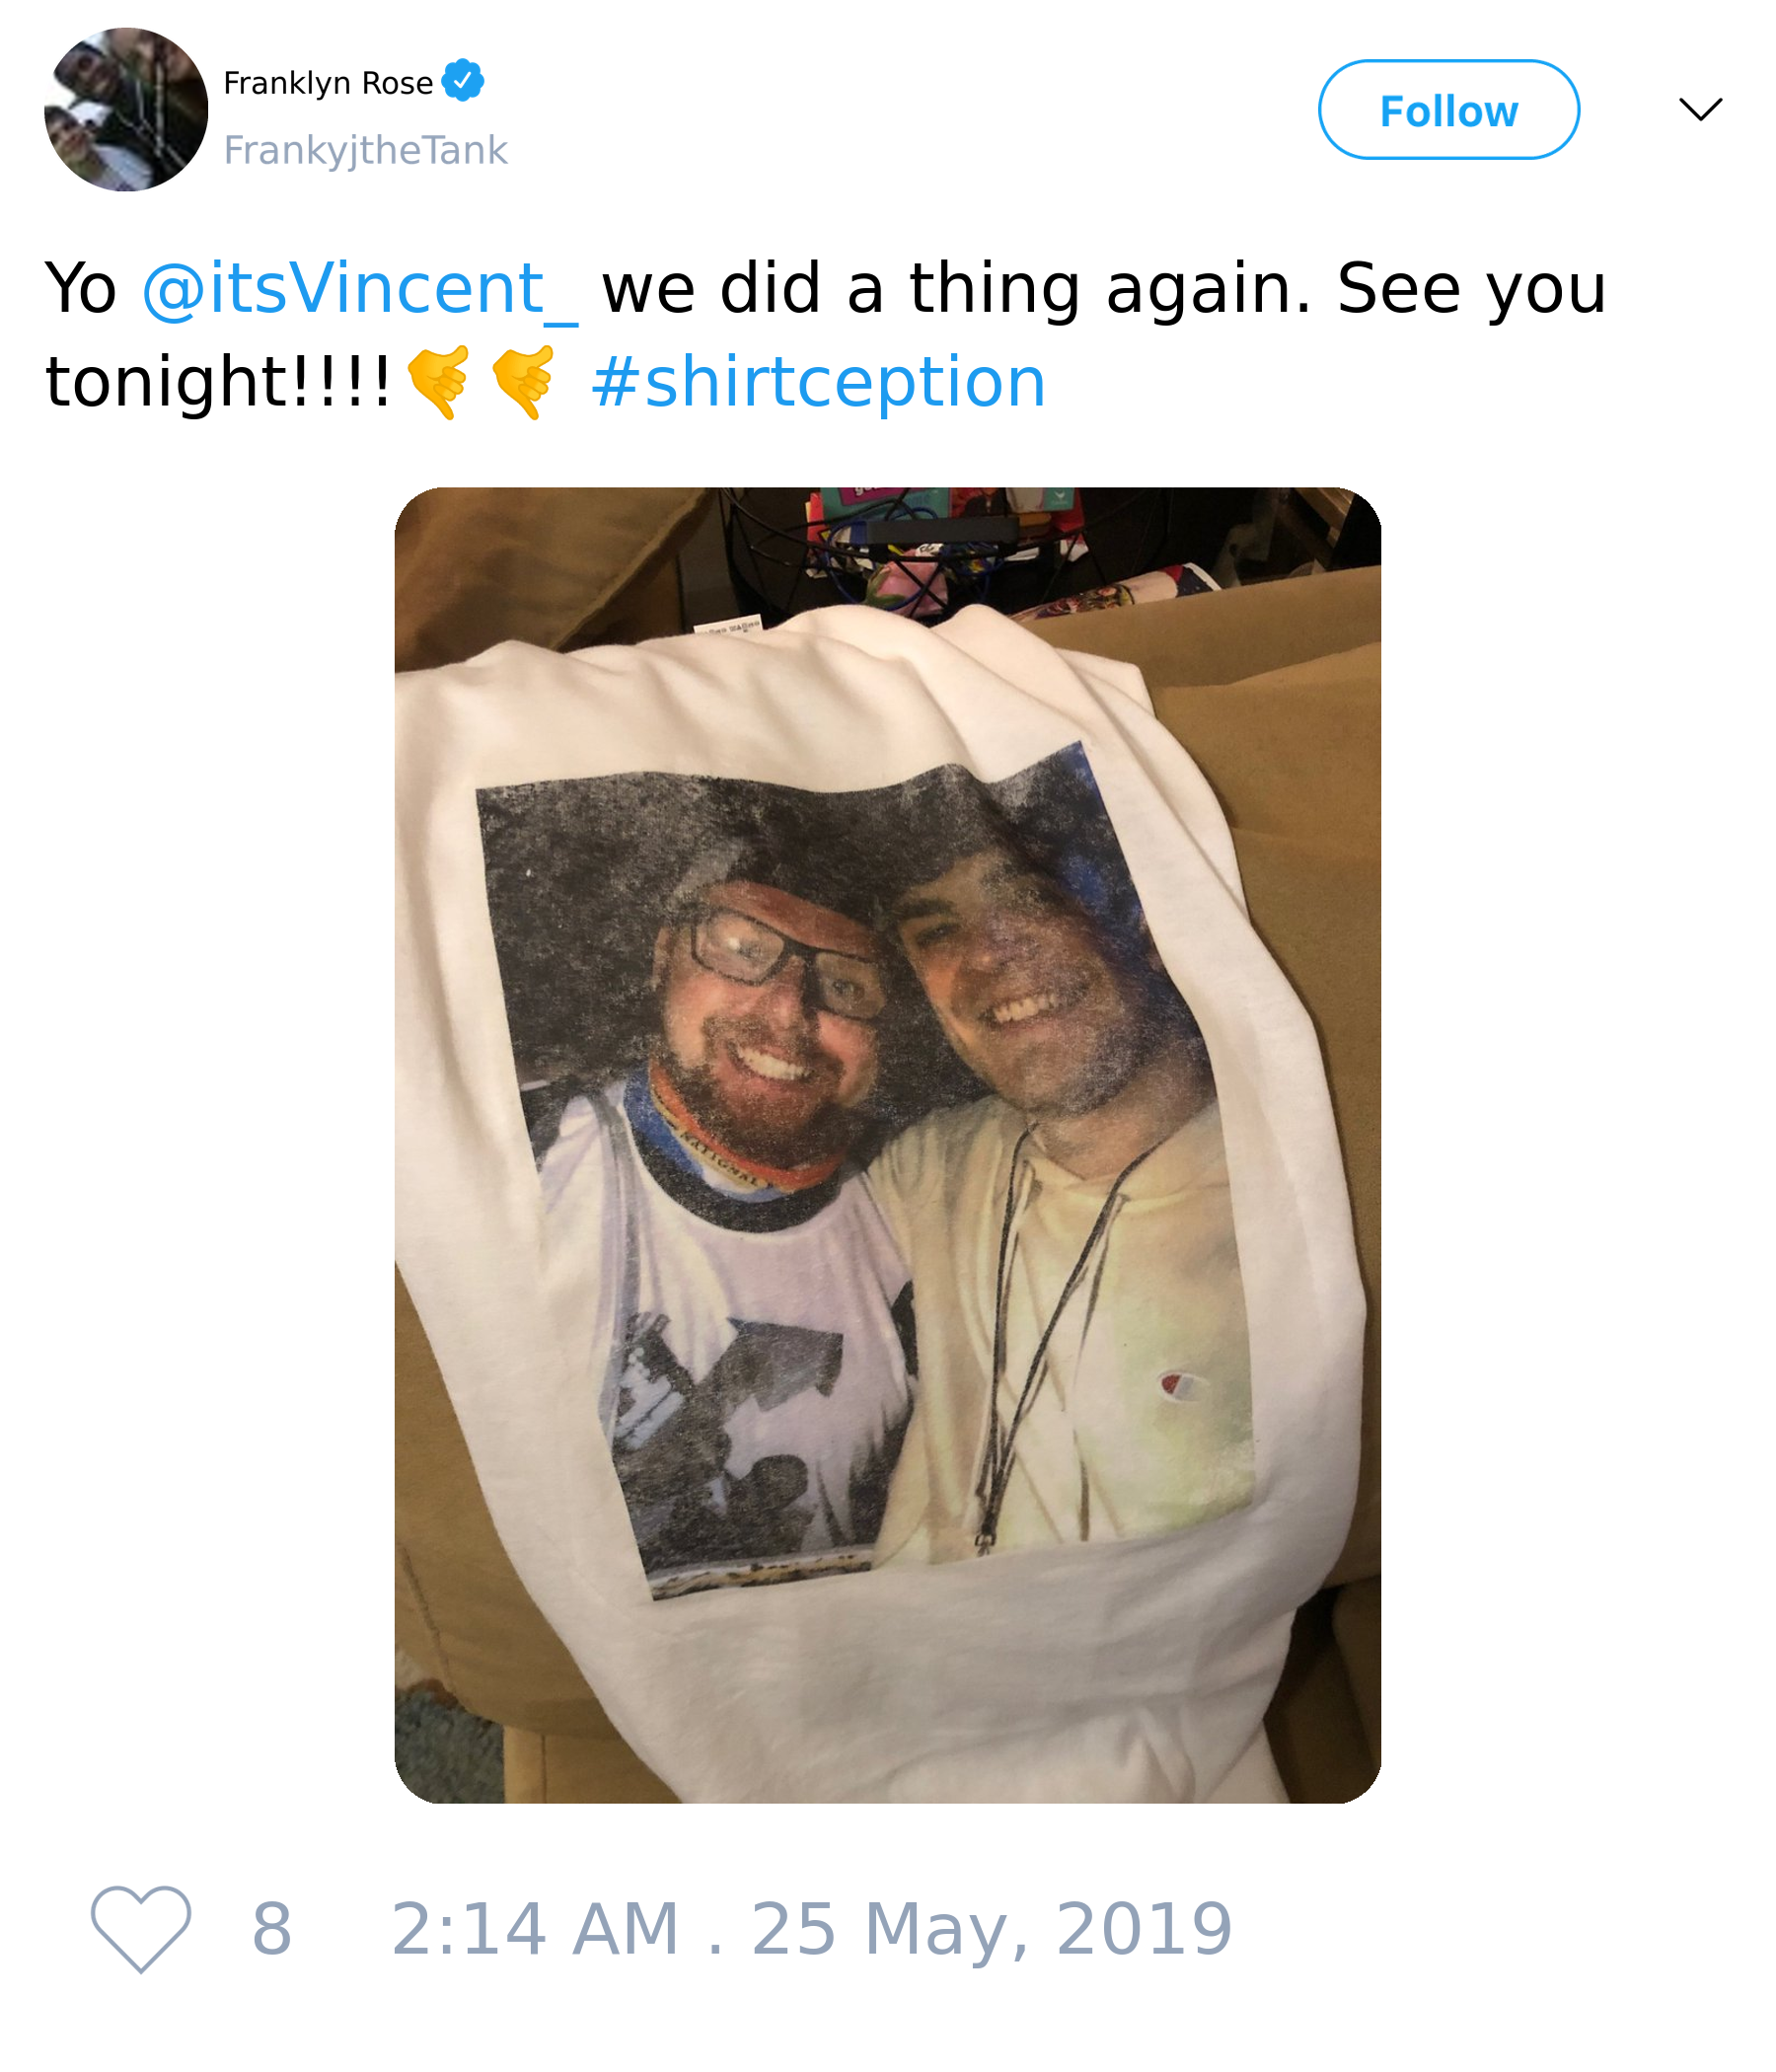 Franklyn Rose
FrankyjtheTank
Follow
Yo @itsVincent_ we did a thing again. See you
tonight!!!!🤙🤙 #shirtception
NATIONAL
8 2:14 AM . 25 May, 2019